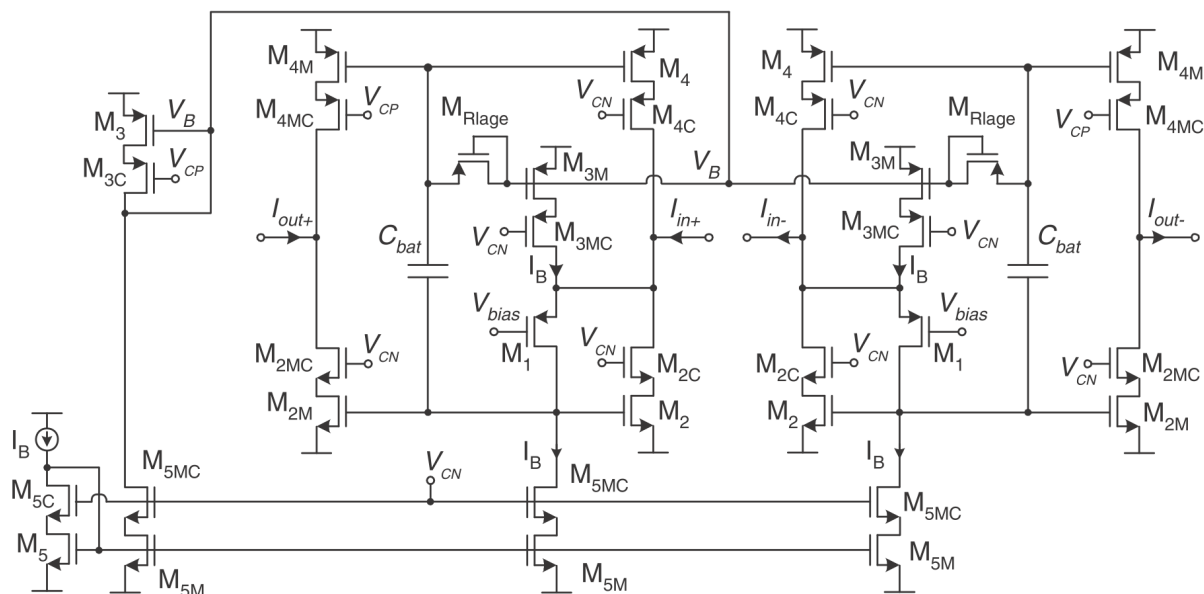 M4M
M4
M4
M4M
M4MC
VCP
VCN
M4C
M4C
VCN
VCP
M4MC
M3
VB
MRlage
MRlage
M3C
VCP
M3M
VB
M3M
Iout+
Cbat
VCN
M3MC
Iin+
Iin-
M3MC
VCN
Cbat
Iout-
IB
IB
Vbias
Vbias
M2MC
VCN
M1
VCN
M2C
M2C
VCN
M1
VCN
M2MC
M2M
M2
M2
M2M
IB
M5MC
VCN
IB
IB
M5C
M5MC
M5MC
M5
M5M
M5M
M5M